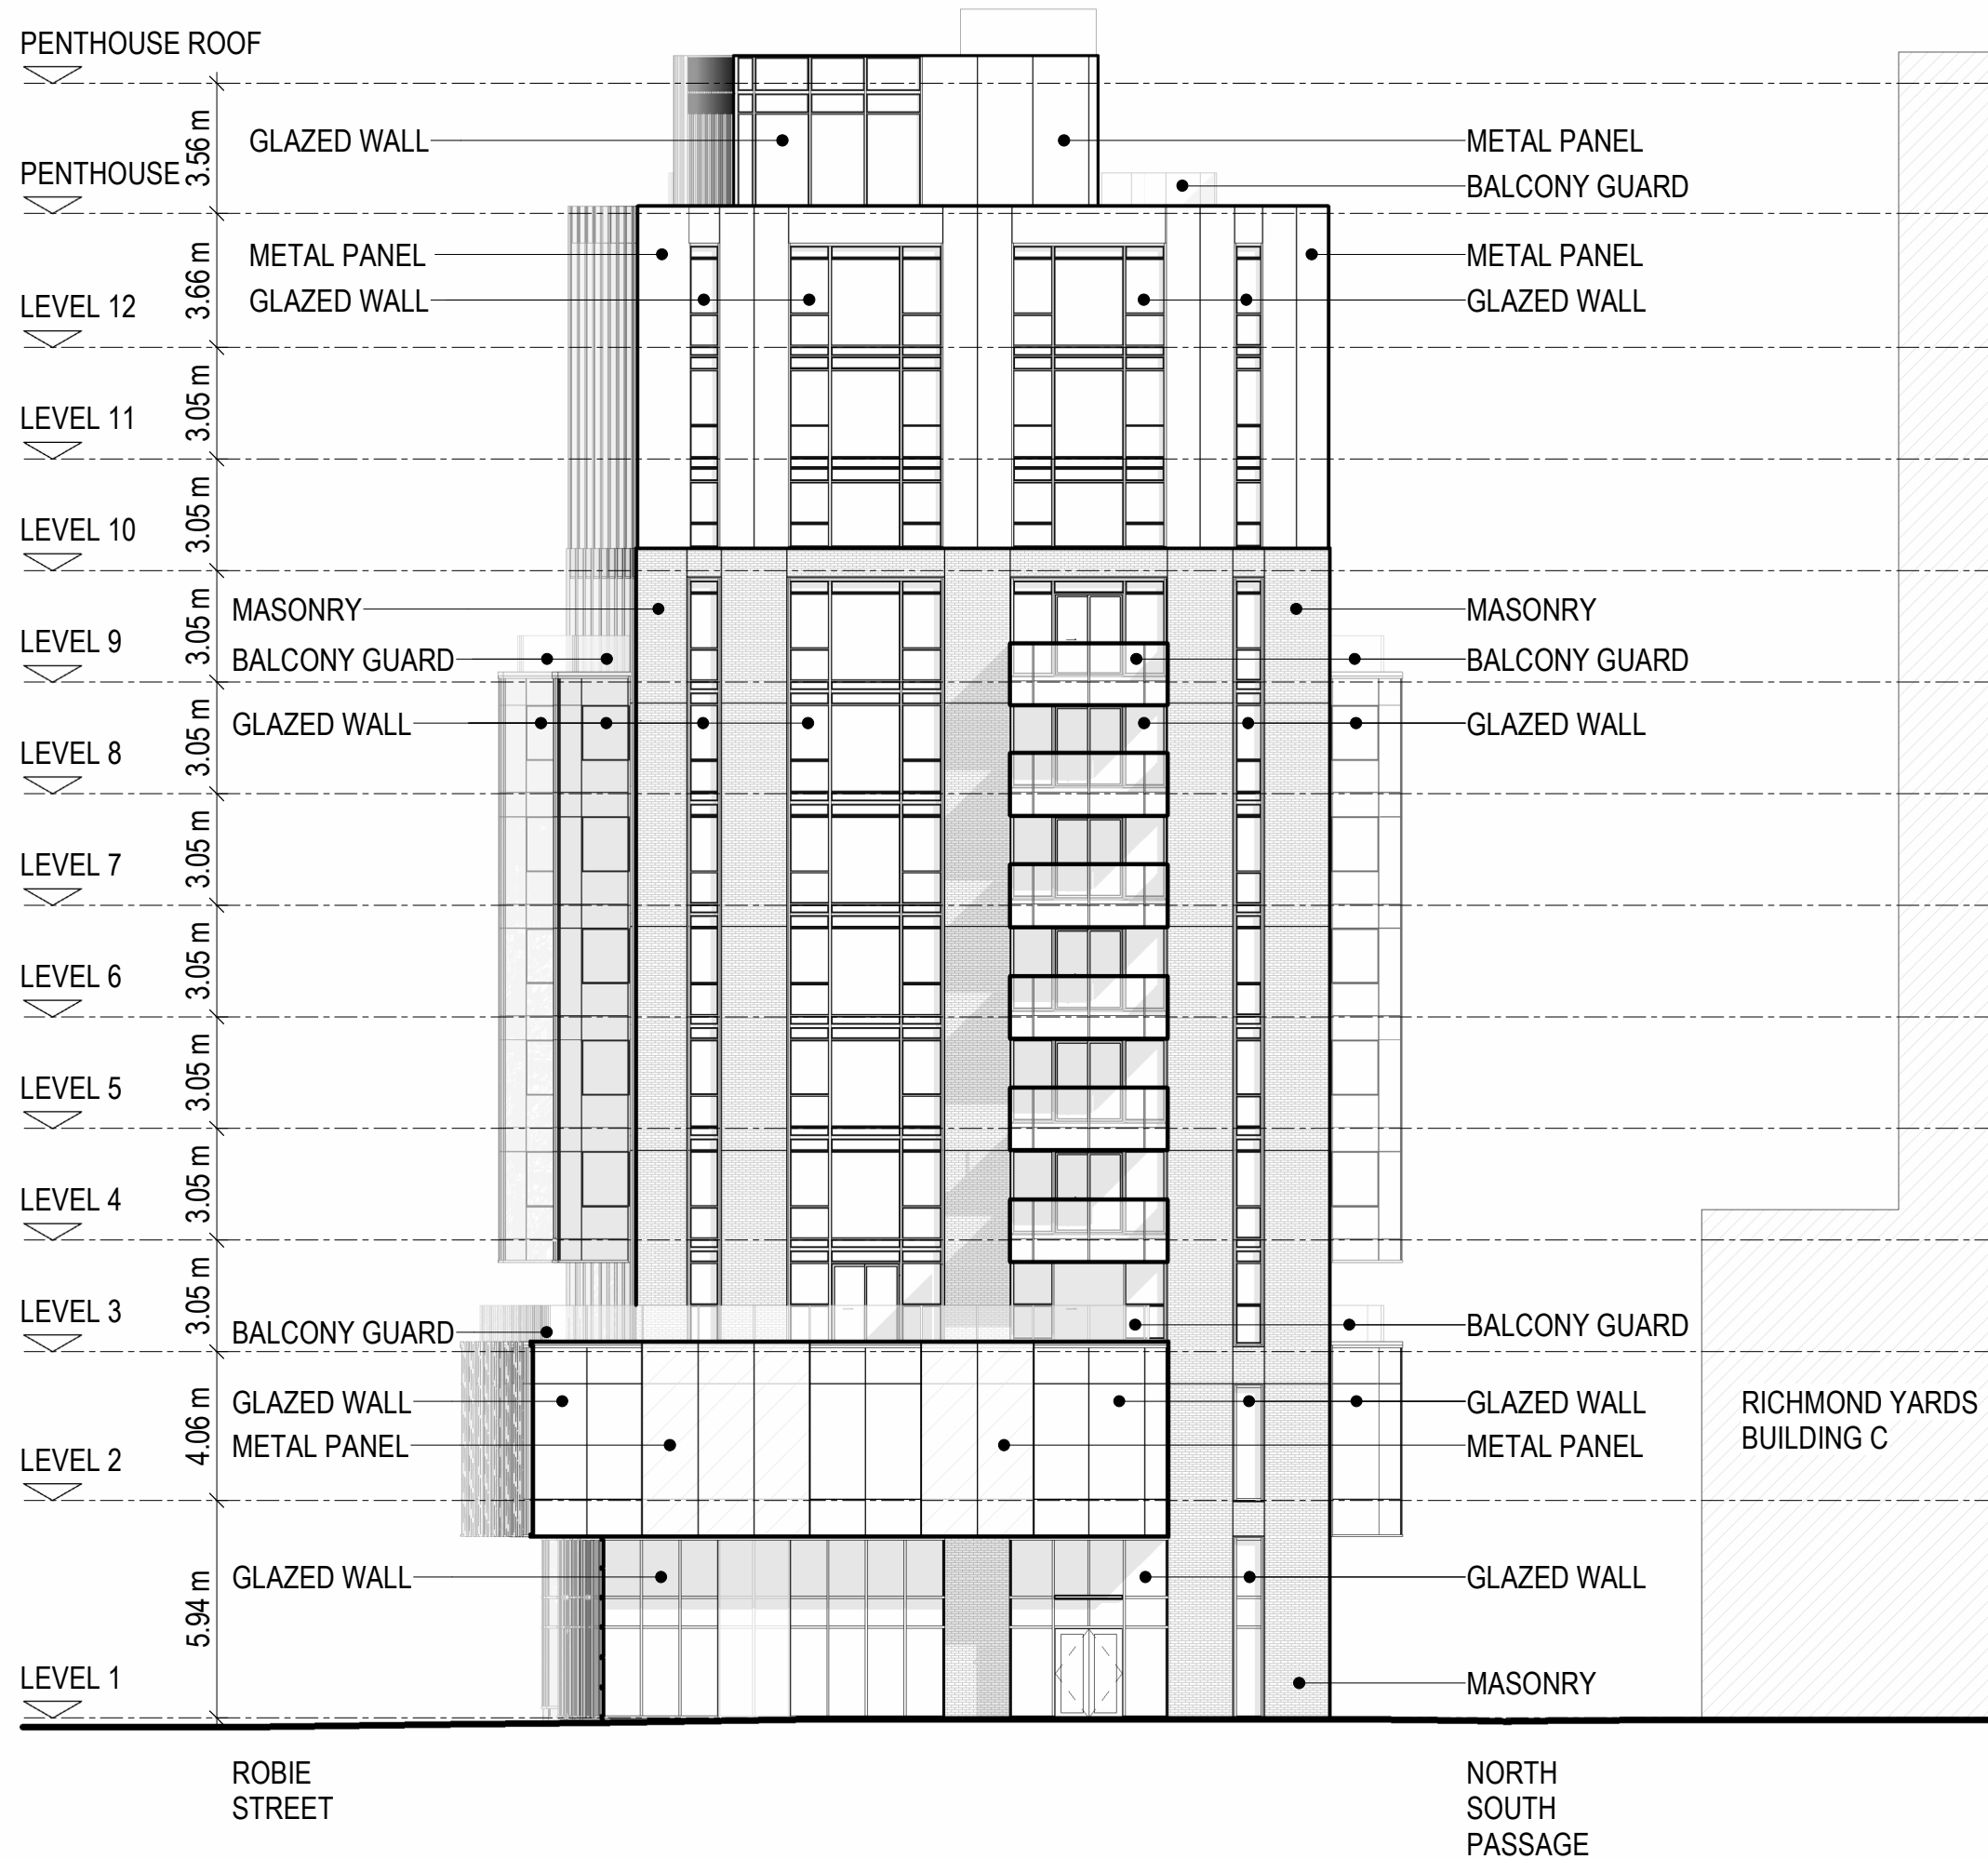 PENTHOUSE ROOF
3.56 m
GLAZED WALL
METAL PANEL
PENTHOUSE
BALCONY GUARD
3.66 m
METAL PANEL
METAL PANEL
GLAZED WALL
GLAZED WALL
LEVEL 12
3.05 m
LEVEL 11
3.05 m
LEVEL 10
3.05 m
MASONRY
MASONRY
LEVEL 9
BALCONY GUARD
BALCONY GUARD
3.05 m
GLAZED WALL
GLAZED WALL
LEVEL 8
3.05 m
LEVEL 7
3.05 m
LEVEL 6
3.05 m
LEVEL 5
3.05 m
LEVEL 4
3.05 m
LEVEL 3
BALCONY GUARD
BALCONY GUARD
4.06 m
GLAZED WALL
GLAZED WALL
METAL PANEL
METAL PANEL
RICHMOND YARDS
BUILDING C
LEVEL 2
5.94 m
GLAZED WALL
GLAZED WALL
LEVEL 1
MASONRY
ROBIE
STREET
NORTH
SOUTH
PASSAGE